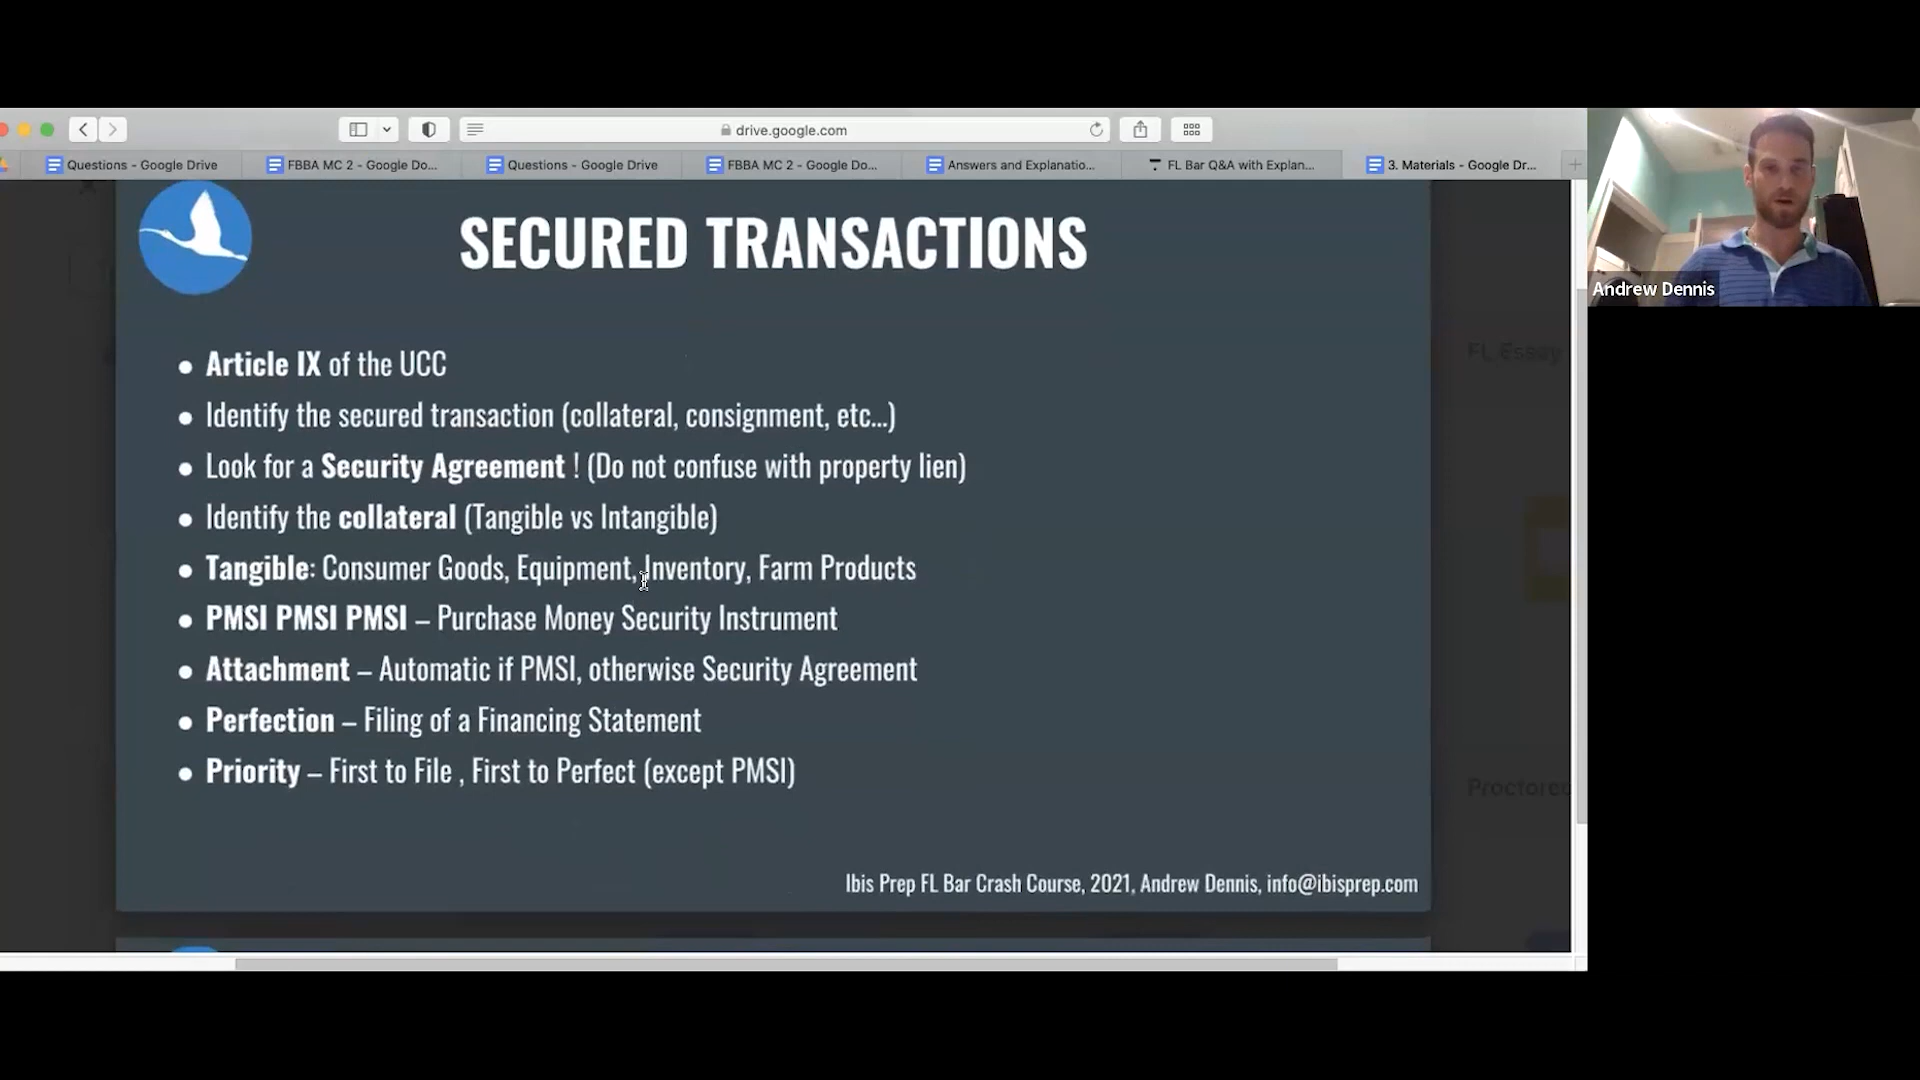 drive.google.com
Questions - Google Drive
FBBA MC 2 - Google Do...
Questions - Google Drive
FBBA MC 2 - Google Do...
Answers and Explanatio...
FL Bar Q&A with Explan...
3. Materials - Google Dr...
SECURED TRANSACTIONS
Andrew Dennis
FL Essay
• Article IX of the UCC
• Identify the secured transaction (collateral, consignment, etc...)
• Look for a Security Agreement ! (Do not confuse with property lien)
• Identify the collateral (Tangible vs Intangible)
• Tangible: Consumer Goods, Equipment, Inventory, Farm Products
• PMSI PMSI PMSI – Purchase Money Security Instrument
• Attachment – Automatic if PMSI, otherwise Security Agreement
• Perfection – Filing of a Financing Statement
• Priority – First to File , First to Perfect (except PMSI)
Proctored
Ibis Prep FL Bar Crash Course, 2021, Andrew Dennis, info@ibisprep.com